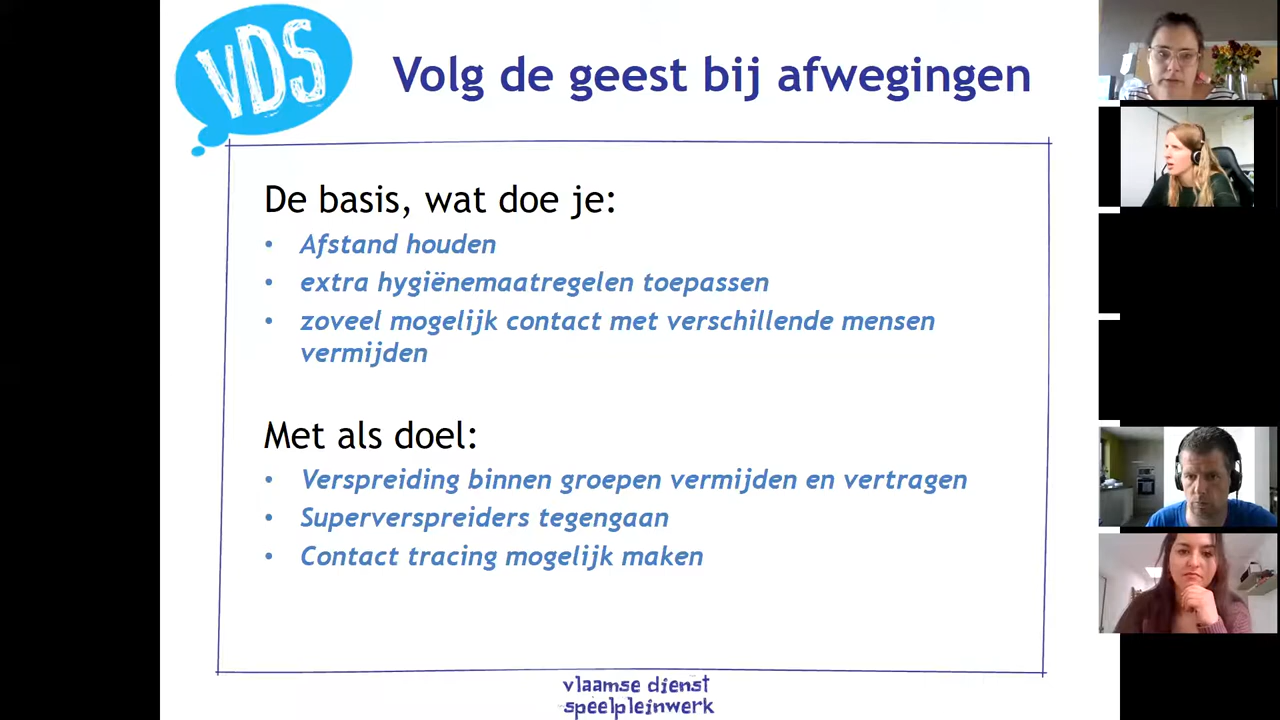 VDS
Volg de geest bij afwegingen
De basis, wat doe je:
• Afstand houden
• extra hygiënemaatregelen toepassen
• zoveel mogelijk contact met verschillende mensen
vermijden
Met als doel:
• Verspreiding binnen groepen vermijden en vertragen
• Superverspreiders tegengaan
• Contact tracing mogelijk maken
vlaamse dienst
speelpleinwerk